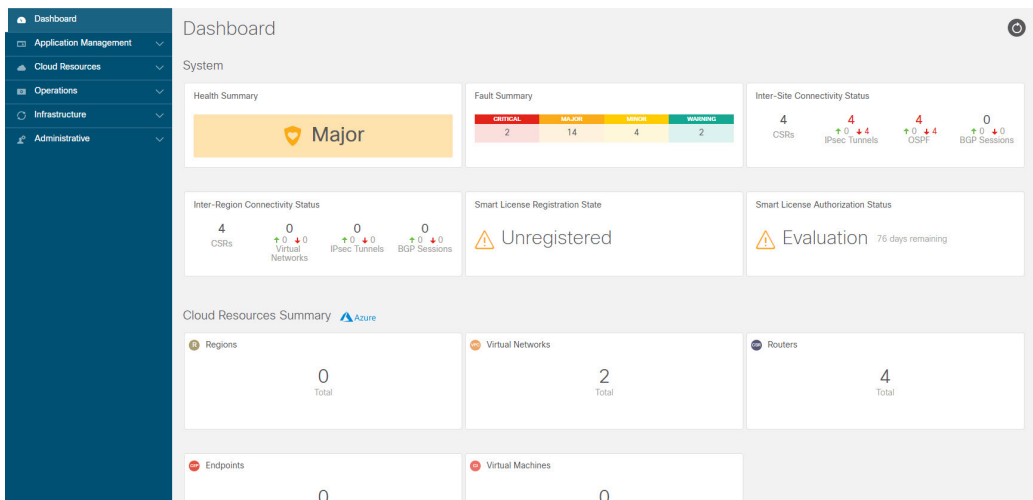 Dashboard
Application Management
Cloud Resources
Operations
Infrastructure
Administrative
Dashboard
System
Health Summary
Major
Fault Summary
CRITICAL MAJOR MINOR WARNING
2 14 4 2
Inter-Site Connectivity Status
4 4 4 0
CSRs ↑ 0 ↓ 4 ↑ 0 ↓ 4 ↑ 0 ↓ 0
IPsec Tunnels OSPF BGP Sessions
Inter-Region Connectivity Status
4 0 0 0
CSRs ↑ 0 ↓ 0 ↑ 0 ↓ 0 ↑ 0 ↓ 0
Virtual IPsec Tunnels BGP Sessions
Networks
Smart License Registration State
Unregistered
Smart License Authorization Status
Evaluation 76 days remaining
Cloud Resources Summary Azure
R Regions
0
Total
VPC Virtual Networks
2
Total
CSR Routers
4
Total
Endpoints
0
Virtual Machines
0